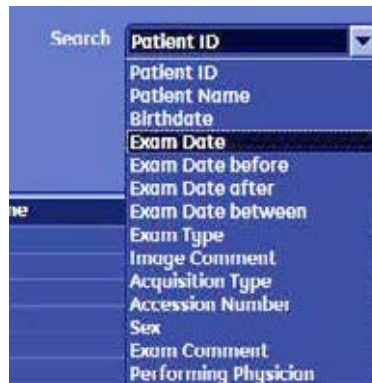 Search Patient ID
Patient ID
Patient Name
Birthdate
Exam Date
Exam Date before
Exam Date after
Exam Date between
Exam Type
Image Comment
Acquisition Type
Accession Number
Sex
Exam Comment
Performing Physician